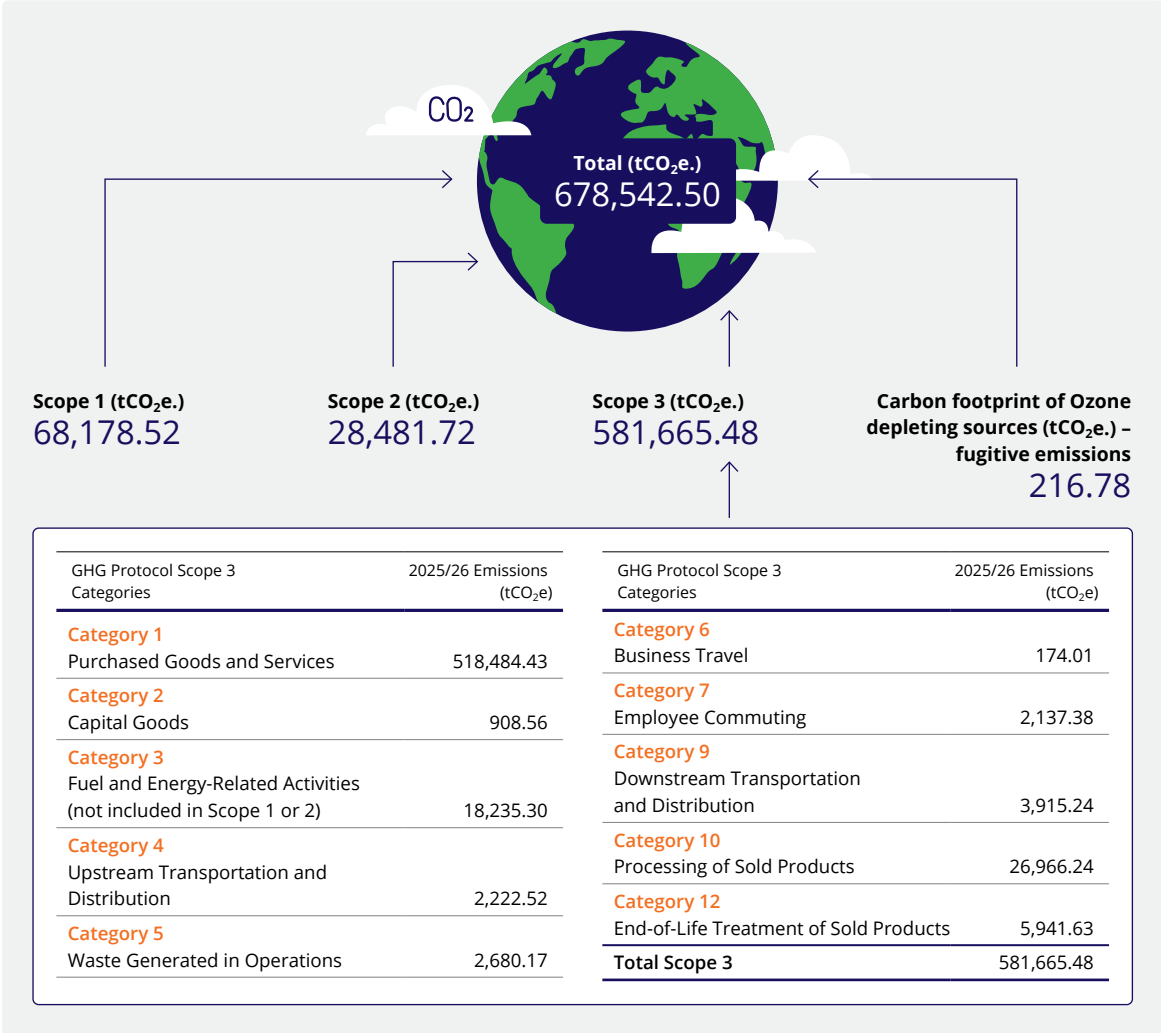 CO₂
Total (tCO₂e.)
678,542.50
Scope 1 (tCO₂e.)
68,178.52
Scope 2 (tCO₂e.)
28,481.72
Scope 3 (tCO₂e.)
581,665.48
Carbon footprint of Ozone
depleting sources (tCO₂e.) –
fugitive emissions
216.78
GHG Protocol Scope 3 2025/26 Emissions
Categories (tCO₂e)
Category 1
Purchased Goods and Services 518,484.43
Category 2
Capital Goods 908.56
Category 3
Fuel and Energy-Related Activities
(not included in Scope 1 or 2) 18,235.30
Category 4
Upstream Transportation and
Distribution 2,222.52
Category 5
Waste Generated in Operations 2,680.17
GHG Protocol Scope 3 2025/26 Emissions
Categories (tCO₂e)
Category 6
Business Travel 174.01
Category 7
Employee Commuting 2,137.38
Category 9
Downstream Transportation
and Distribution 3,915.24
Category 10
Processing of Sold Products 26,966.24
Category 12
End-of-Life Treatment of Sold Products 5,941.63
Total Scope 3 581,665.48